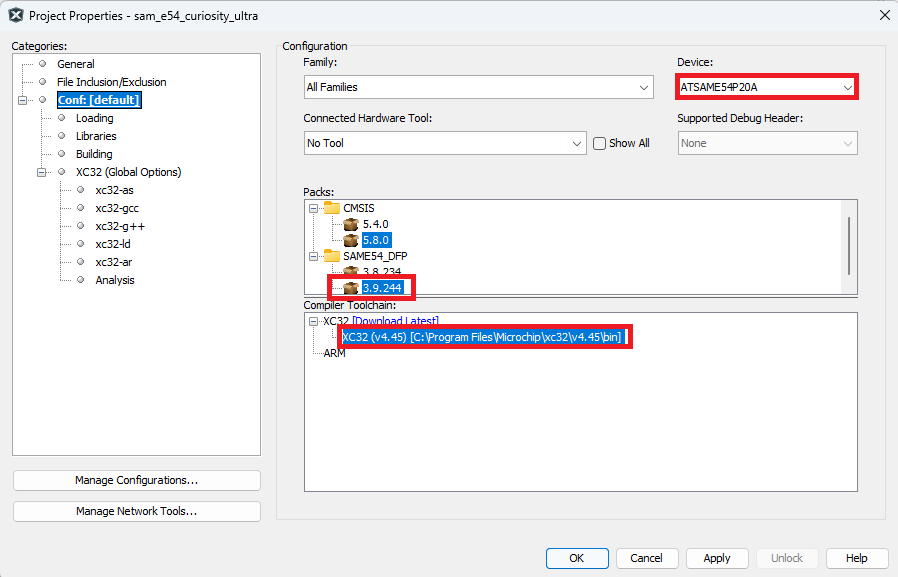 Project Properties - sam_e54_curiosity_ultra
Categories:
General
File Inclusion/Exclusion
Conf: [default]
Loading
Libraries
Building
XC32 (Global Options)
xc32-as
xc32-gcc
xc32-g++
xc32-ld
xc32-ar
Analysis
Manage Configurations...
Manage Network Tools...
Configuration
Family:
Device:
All Families
ATSAME54P20A
Connected Hardware Tool:
Supported Debug Header:
No Tool
Show All
None
Packs:
CMSIS
5.4.0
5.8.0
SAME54_DFP
3.8.234
3.9.244
Compiler Toolchain:
XC32 [Download Latest]
XC32 (v4.45) [C:\Program Files\Microchip\xc32\v4.45\bin]
ARM
OK
Cancel
Apply
Unlock
Help